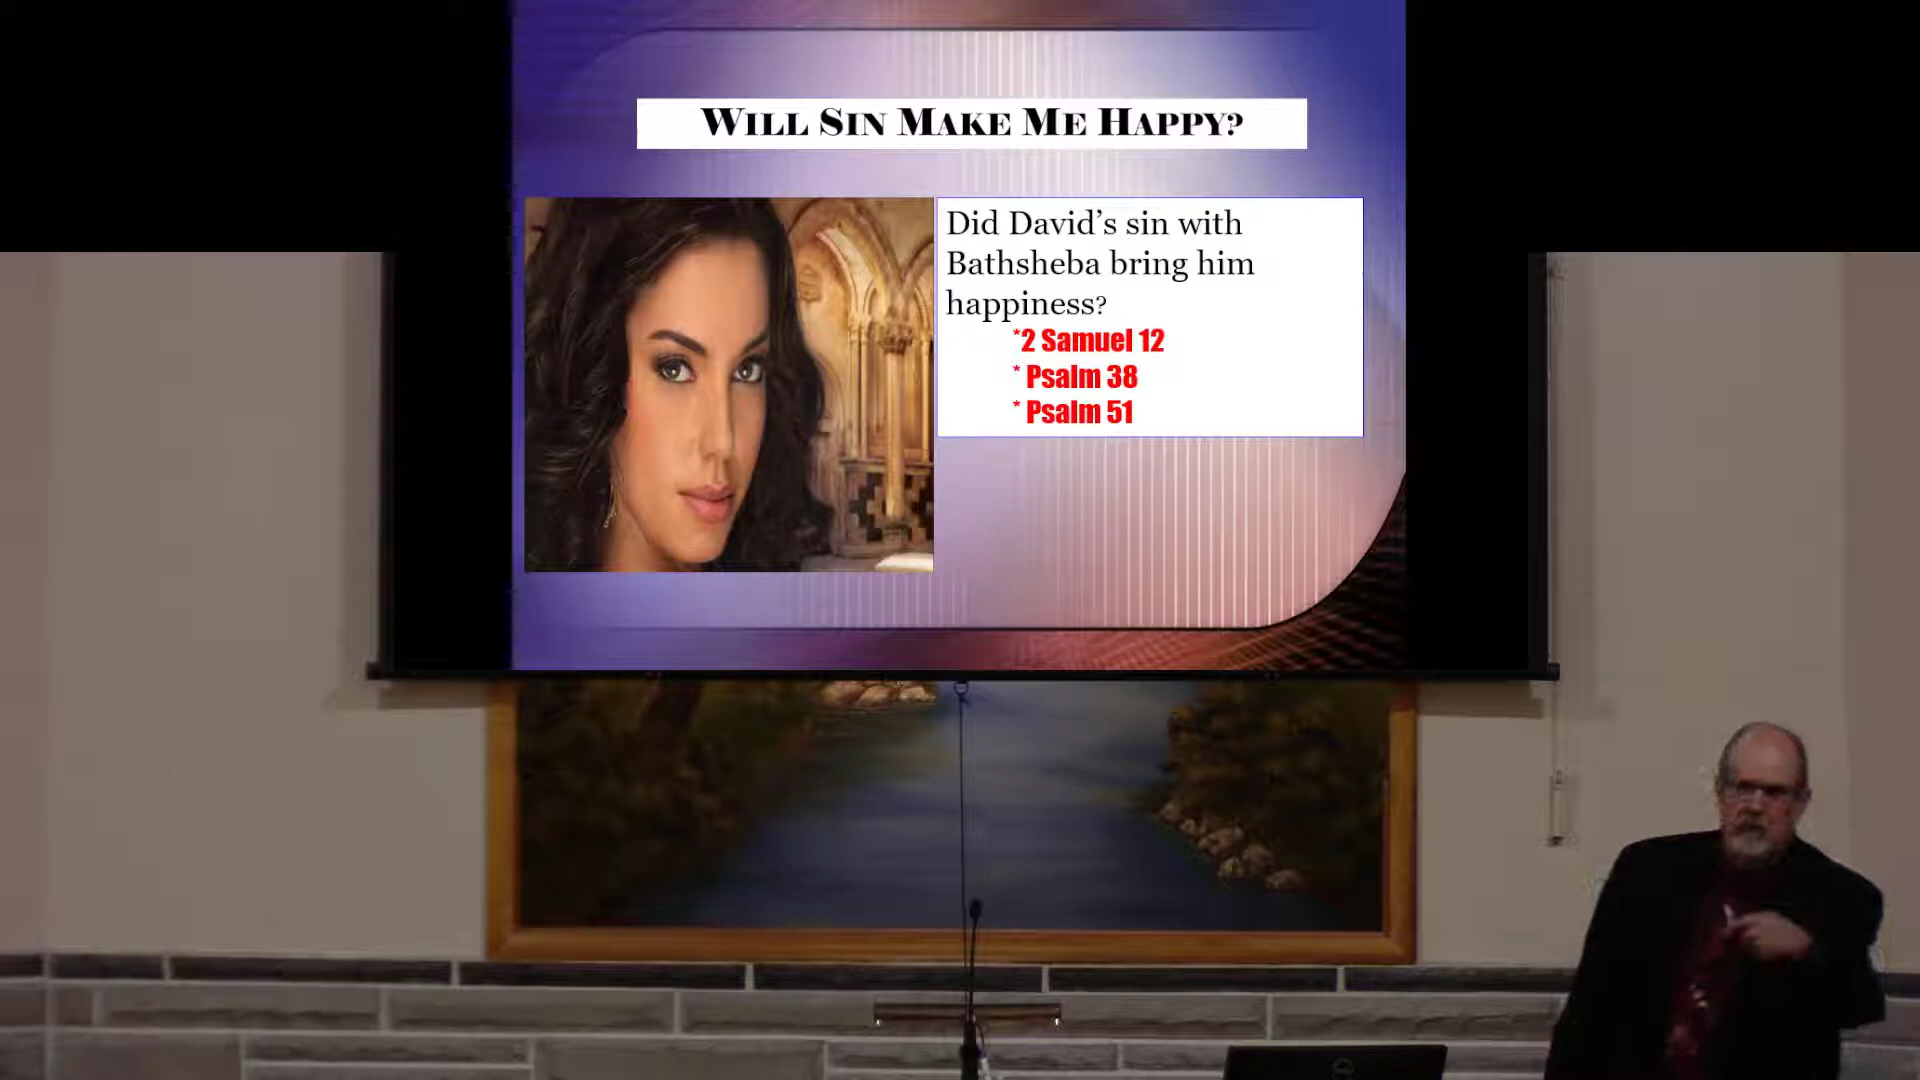 WILL SIN MAKE ME HAPPY?
Did David's sin with
Bathsheba bring him
happiness?
*2 Samuel 12
* Psalm 38
* Psalm 51